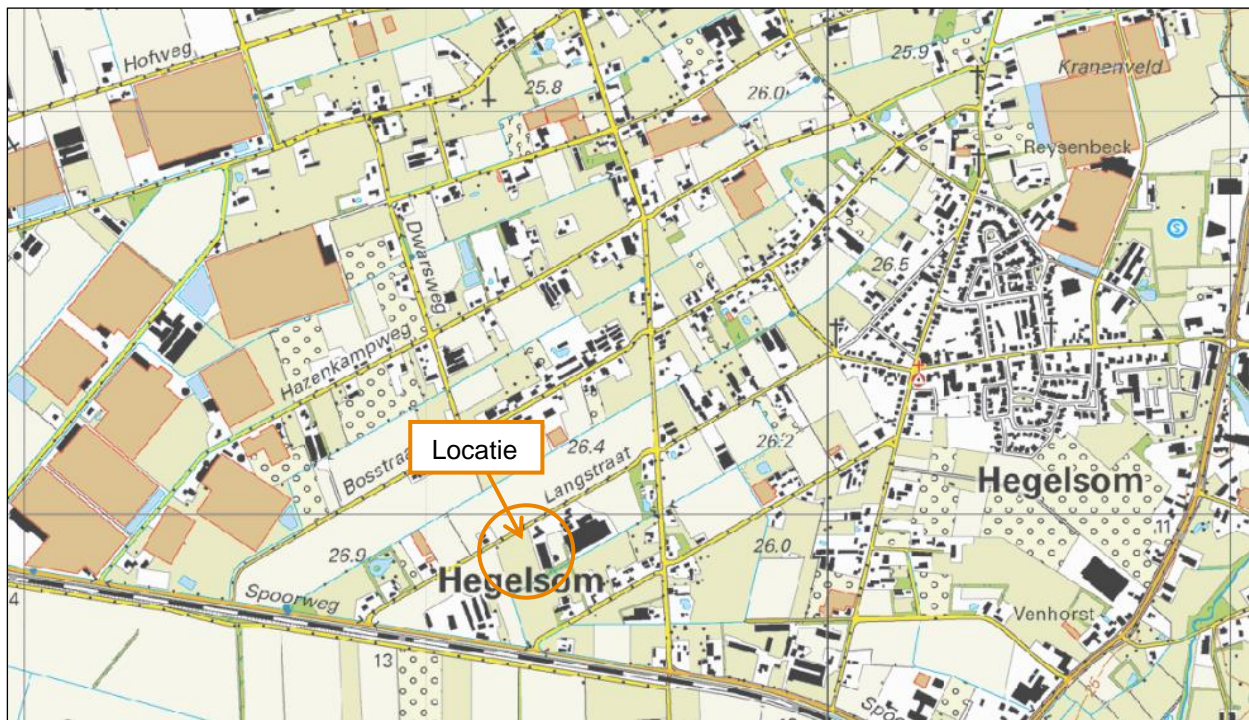 Hofweg
25.8
26.0
25.9
Kranenveld
Reysenbeck
S
Dwarsweg
26.5
Hazenkampweg
Bosstraat
Locatie
26.4
Langstraat
26.2
Hegelsom
11
26.9
Hegelsom
26.0
Spoorweg
4
Venhorst
13
25